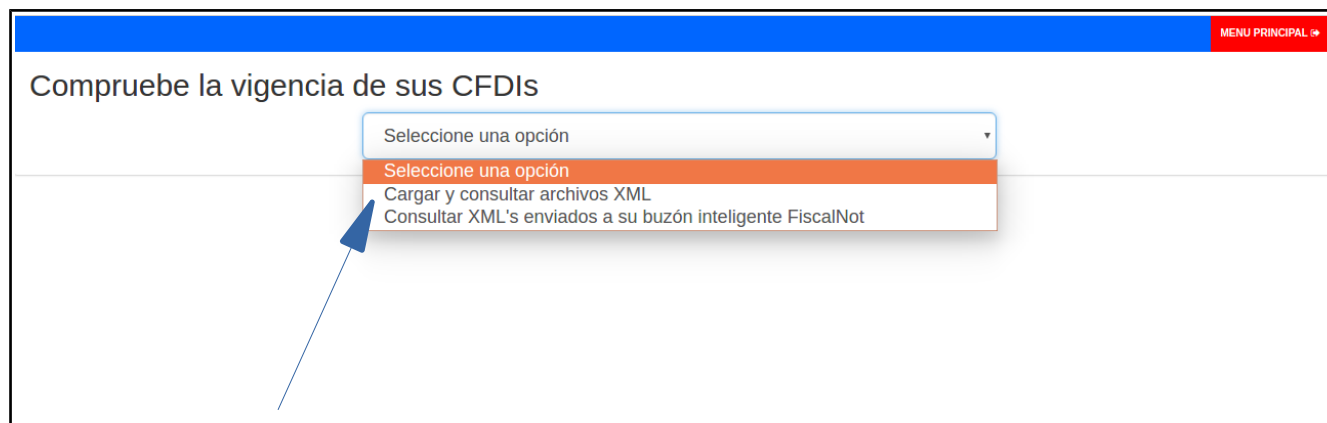 MENU PRINCIPAL
Compruebe la vigencia de sus CFDIs
Seleccione una opción
Seleccione una opción
Cargar y consultar archivos XML
Consultar XML's enviados a su buzón inteligente FiscalNot